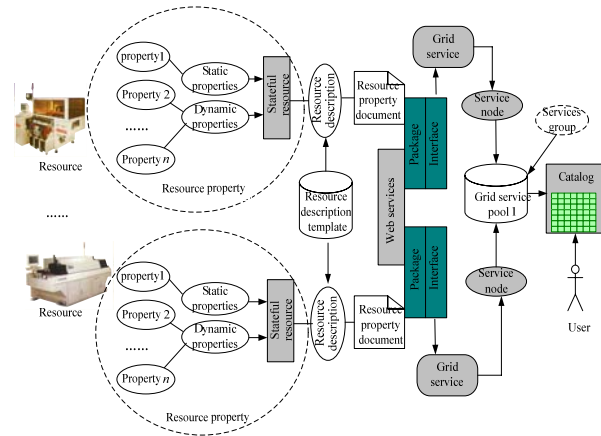 property1
Property 2
......
Property n
Static
properties
Dynamic
properties
Stateful
resource
Resource property
Resource
Resource
description
Resource
property
document
Package
Interface
Grid
service
Service
node
Services
group
Grid service
pool 1
Catalog
User
Web services
Resource
description
template
......
property1
Property 2
......
Property n
Static
properties
Dynamic
properties
Stateful
resource
Resource property
Resource
Resource
description
Resource
property
document
Package
Interface
Grid
service
Service
node